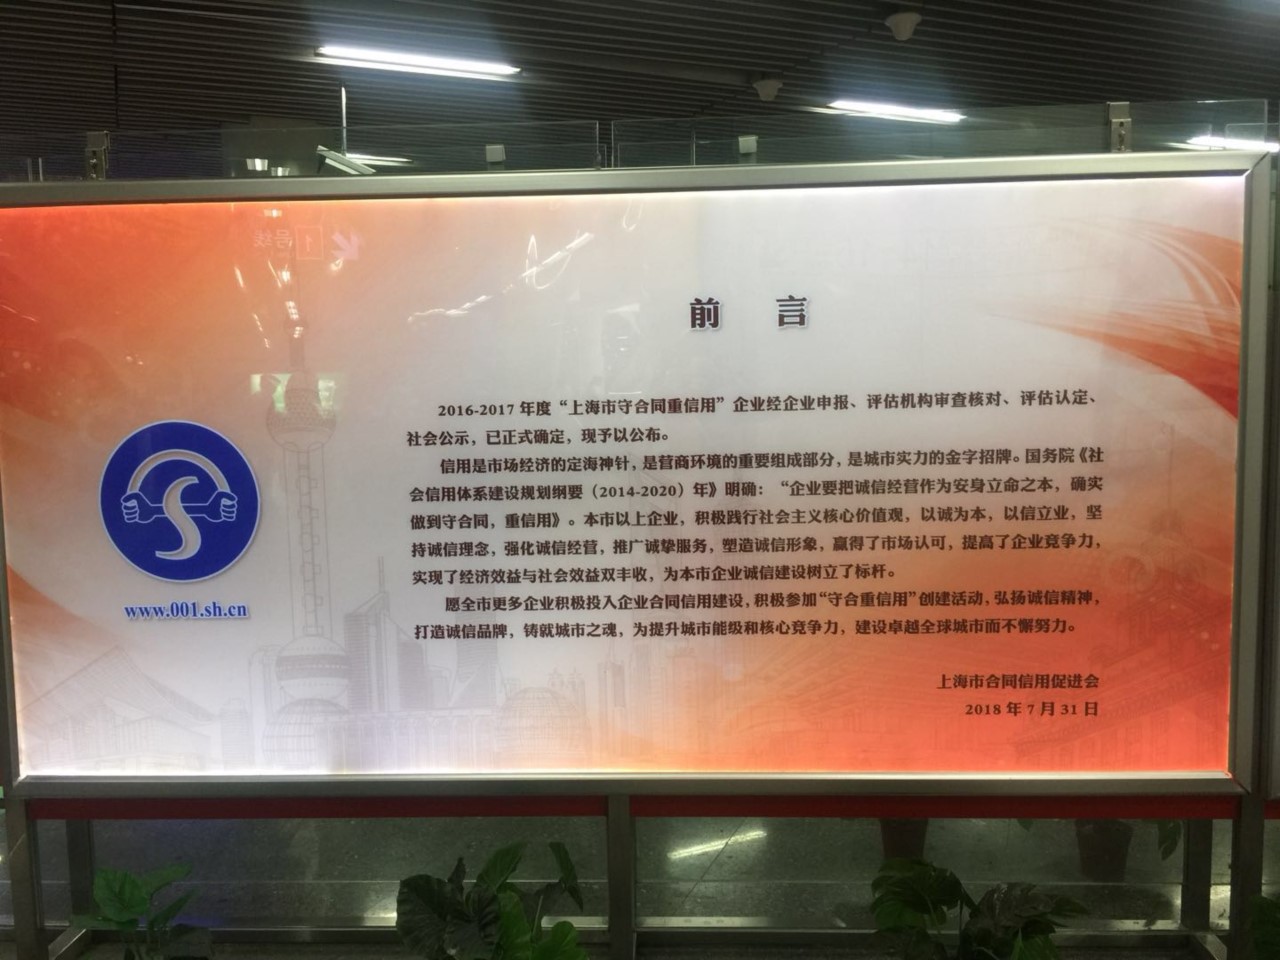 前 言
2016-2017 年度“上海市守合同重信用”企业经企业申报、评估机构审查核对、评估认定、
社会公示，已正式确定，现予以公布。
信用是市场经济的定海神针，是营商环境的重要组成部分，是城市实力的金字招牌。国务院《社
会信用体系建设规划纲要（2014-2020）年》明确：“企业要把诚信经营作为安身立命之本，确实
做到守合同，重信用》。本市以上企业，积极践行社会主义核心价值观，以诚为本，以信立业，坚
持诚信理念，强化诚信经营，推广诚挚服务，塑造诚信形象，赢得了市场认可，提高了企业竞争力，
实现了经济效益与社会效益双丰收，为本市企业诚信建设树立了标杆。
愿全市更多企业积极投入企业合同信用建设，积极参加“守合重信用”创建活动，弘扬诚信精神，
打造诚信品牌，铸就城市之魂，为提升城市能级和核心竞争力，建设卓越全球城市而不懈努力。
上海市合同信用促进会
2018 年 7 月 31 日
www.001.sh.cn
1号线